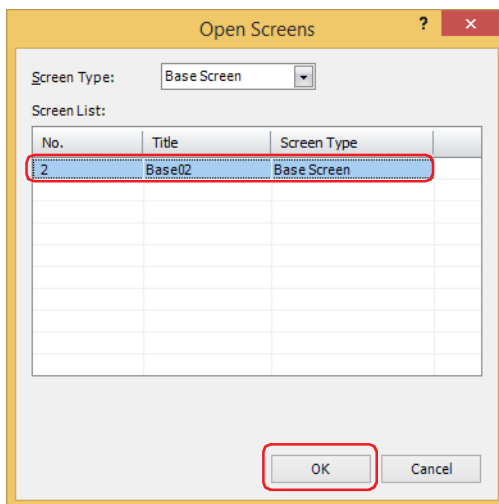 Open Screens ? ×
Screen Type: Base Screen
Screen List:
No. Title Screen Type
2 Base02 Base Screen
OK Cancel